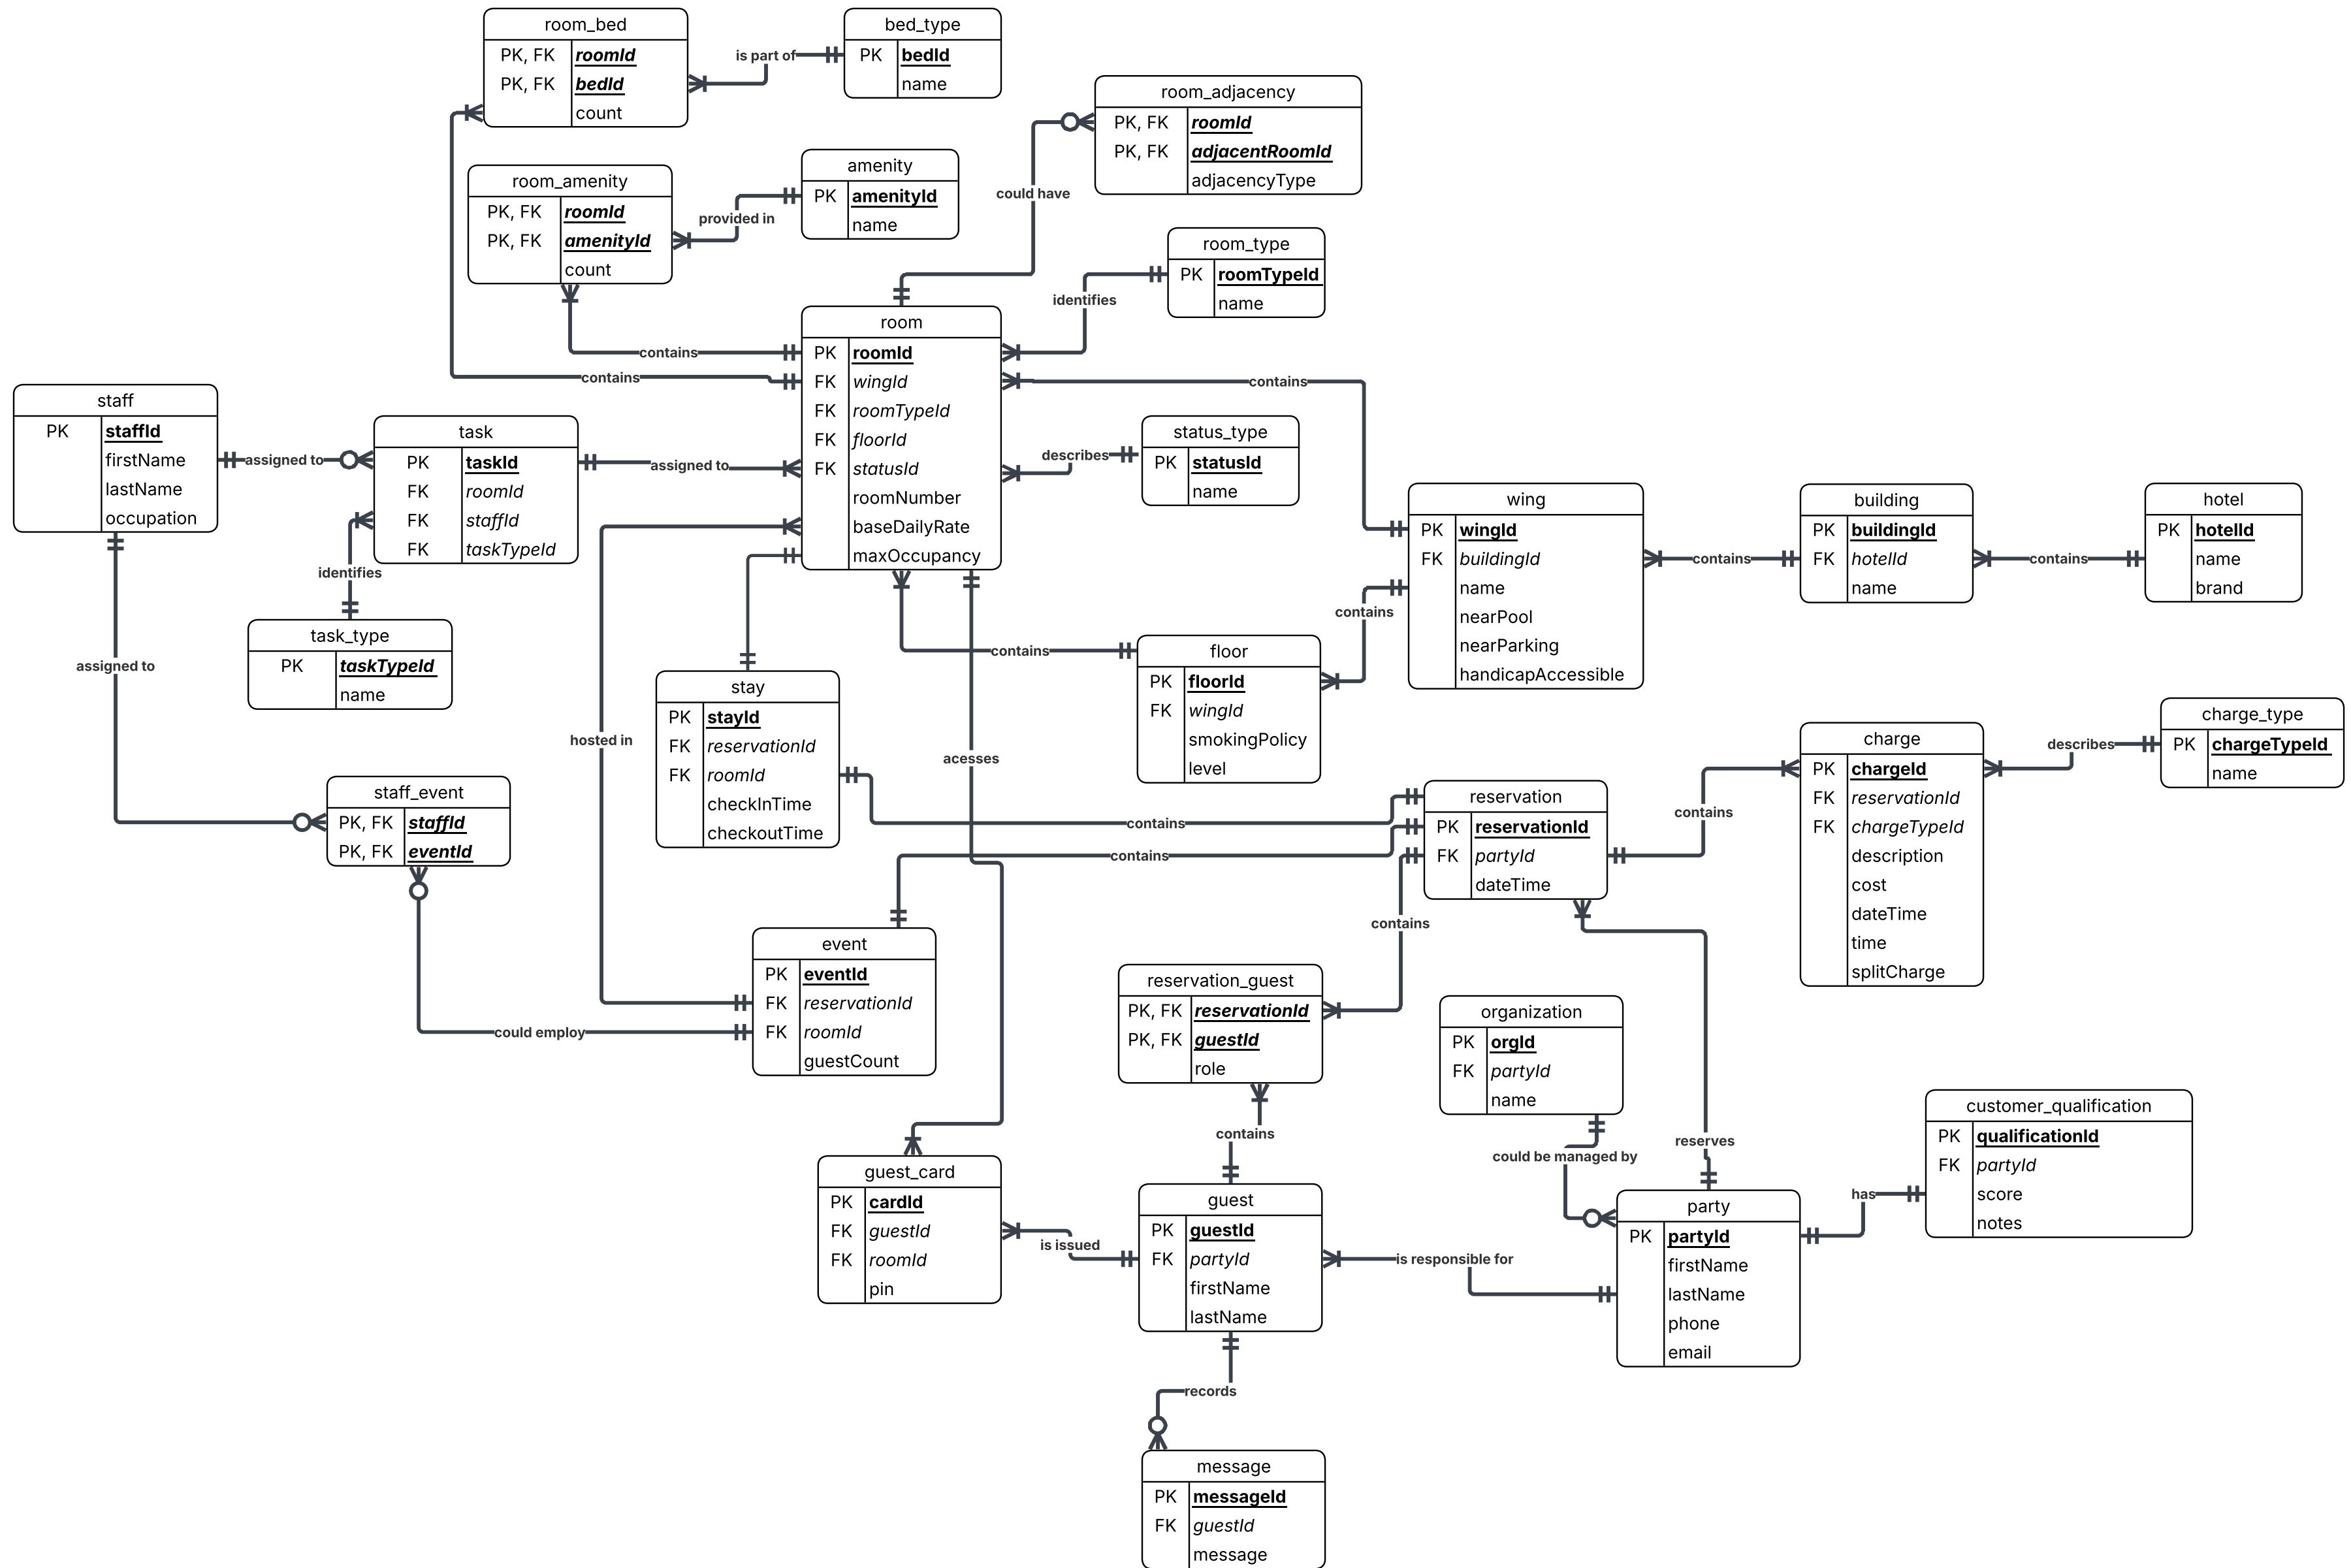 room_bed
PK, FK roomId
PK, FK bedId
count
is part of
bed_type
PK bedId
name
room_adjacency
PK, FK roomId
PK, FK adjacentRoomId
adjacencyType
could have
room_amenity
PK, FK roomId
PK, FK amenityId
count
provided in
amenity
PK amenityId
name
room_type
PK roomTypeId
name
identifies
room
PK roomId
FK wingId
FK roomTypeId
FK floorId
FK statusId
roomNumber
baseDailyRate
maxOccupancy
contains
contains
contains
staff
PK staffId
firstName
lastName
occupation
assigned to
task
PK taskId
FK roomId
FK staffId
FK taskTypeId
assigned to
describes
status_type
PK statusId
name
identifies
task_type
PK taskTypeId
name
wing
PK wingId
FK buildingId
name
nearPool
nearParking
handicapAccessible
contains
building
PK buildingId
FK hotelId
name
contains
hotel
PK hotelId
name
brand
contains
contains
floor
PK floorId
FK wingId
smokingPolicy
level
assigned to
hosted in
stay
PK stayId
FK reservationId
FK roomId
checkInTime
checkoutTime
acesses
charge
PK chargeId
FK reservationId
FK chargeTypeId
description
cost
dateTime
time
splitCharge
describes
charge_type
PK chargeTypeId
name
staff_event
PK, FK staffId
PK, FK eventId
contains
contains
reservation
PK reservationId
FK partyId
dateTime
contains
contains
could employ
event
PK eventId
FK reservationId
FK roomId
guestCount
reservation_guest
PK, FK reservationId
PK, FK guestId
role
organization
PK orgId
FK partyId
name
contains
could be managed by
reserves
customer_qualification
PK qualificationId
FK partyId
score
notes
has
guest_card
PK cardId
FK guestId
FK roomId
pin
is issued
guest
PK guestId
FK partyId
firstName
lastName
is responsible for
party
PK partyId
firstName
lastName
phone
email
records
message
PK messageId
FK guestId
message